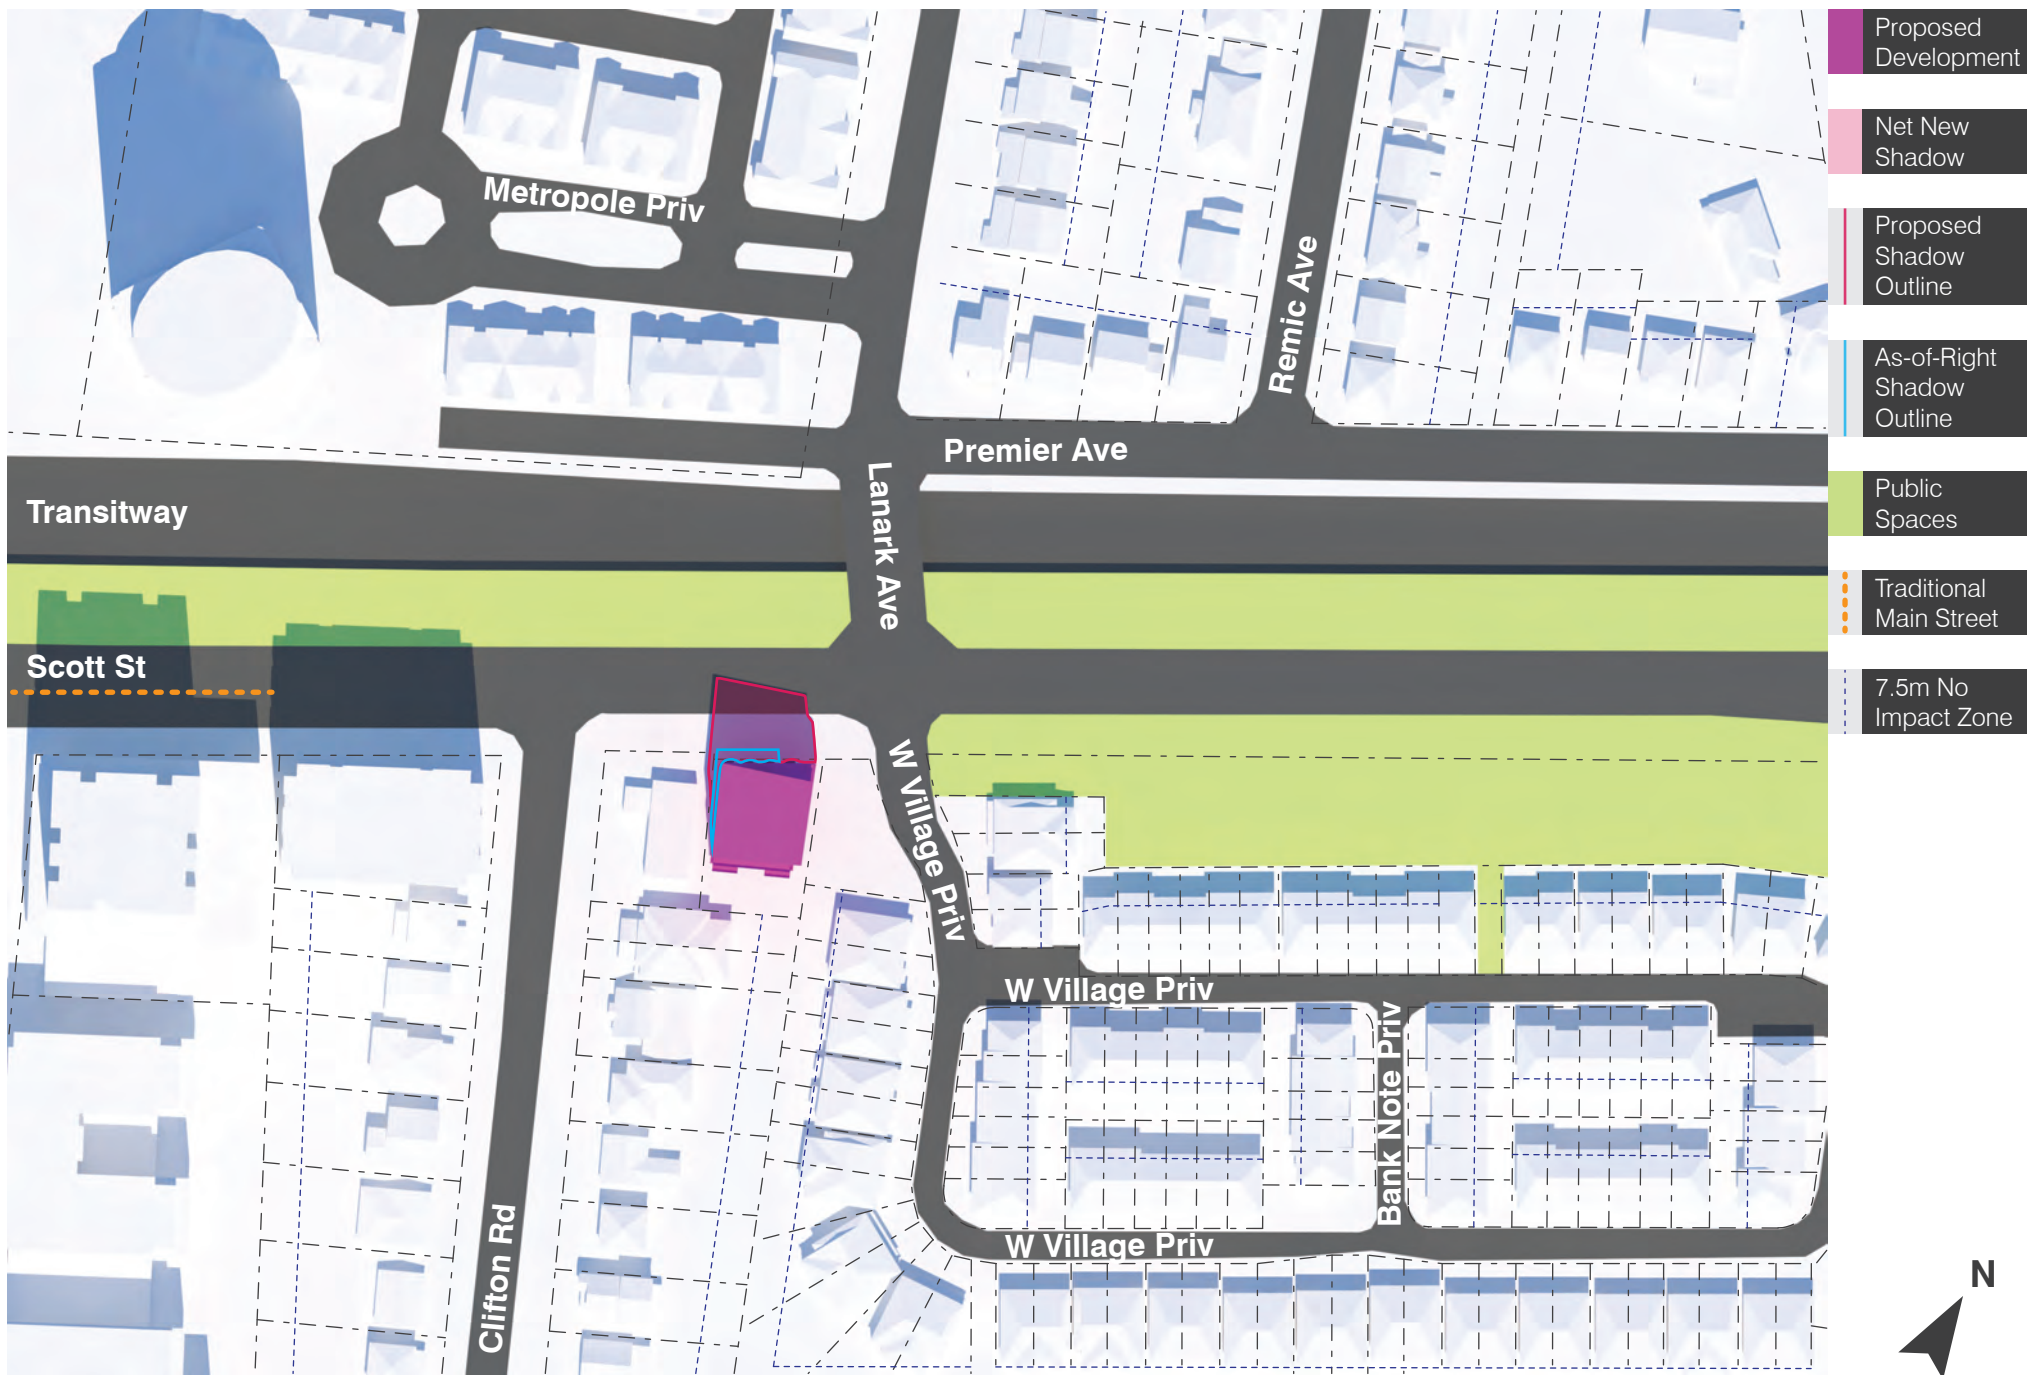 Metropole Priv
Remic Ave
Premier Ave
Lanark Ave
Transitway
Scott St
W Village Priv
W Village Priv
Bank Note Priv
W Village Priv
Clifton Rd
Proposed
Development
Net New
Shadow
Proposed
Shadow
Outline
As-of-Right
Shadow
Outline
Public
Spaces
Traditional
Main Street
7.5m No
Impact Zone
N